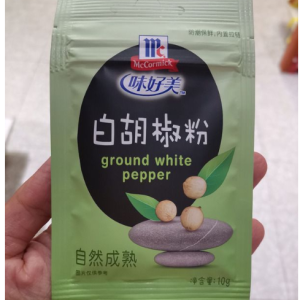 McCormick
味好美
白胡椒粉
ground white
pepper
自然成熟
净含量: 10g